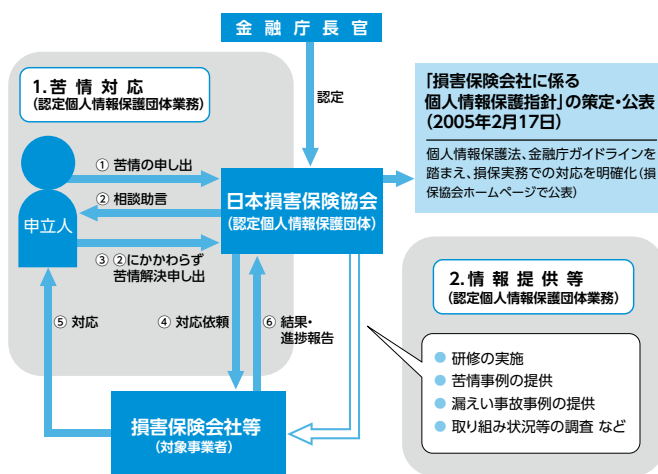 金融庁長官
1.苦情対応
(認定個人情報保護団体業務)
認定
「損害保険会社に係る
個人情報保護指針」の策定・公表
(2005年2月17日)
個人情報保護法、金融庁ガイドラインを
踏まえ、損保実務での対応を明確化(損
保協会ホームページで公表)
① 苦情の申し出
② 相談助言
申立人
日本損害保険協会
(認定個人情報保護団体)
③ ②にかかわらず
苦情解決申し出
2.情報提供等
(認定個人情報保護団体業務)
⑤ 対応
④ 対応依頼
⑥ 結果・
進捗報告
● 研修の実施
● 苦情事例の提供
● 漏えい事故事例の提供
● 取り組み状況等の調査 など
損害保険会社等
(対象事業者)